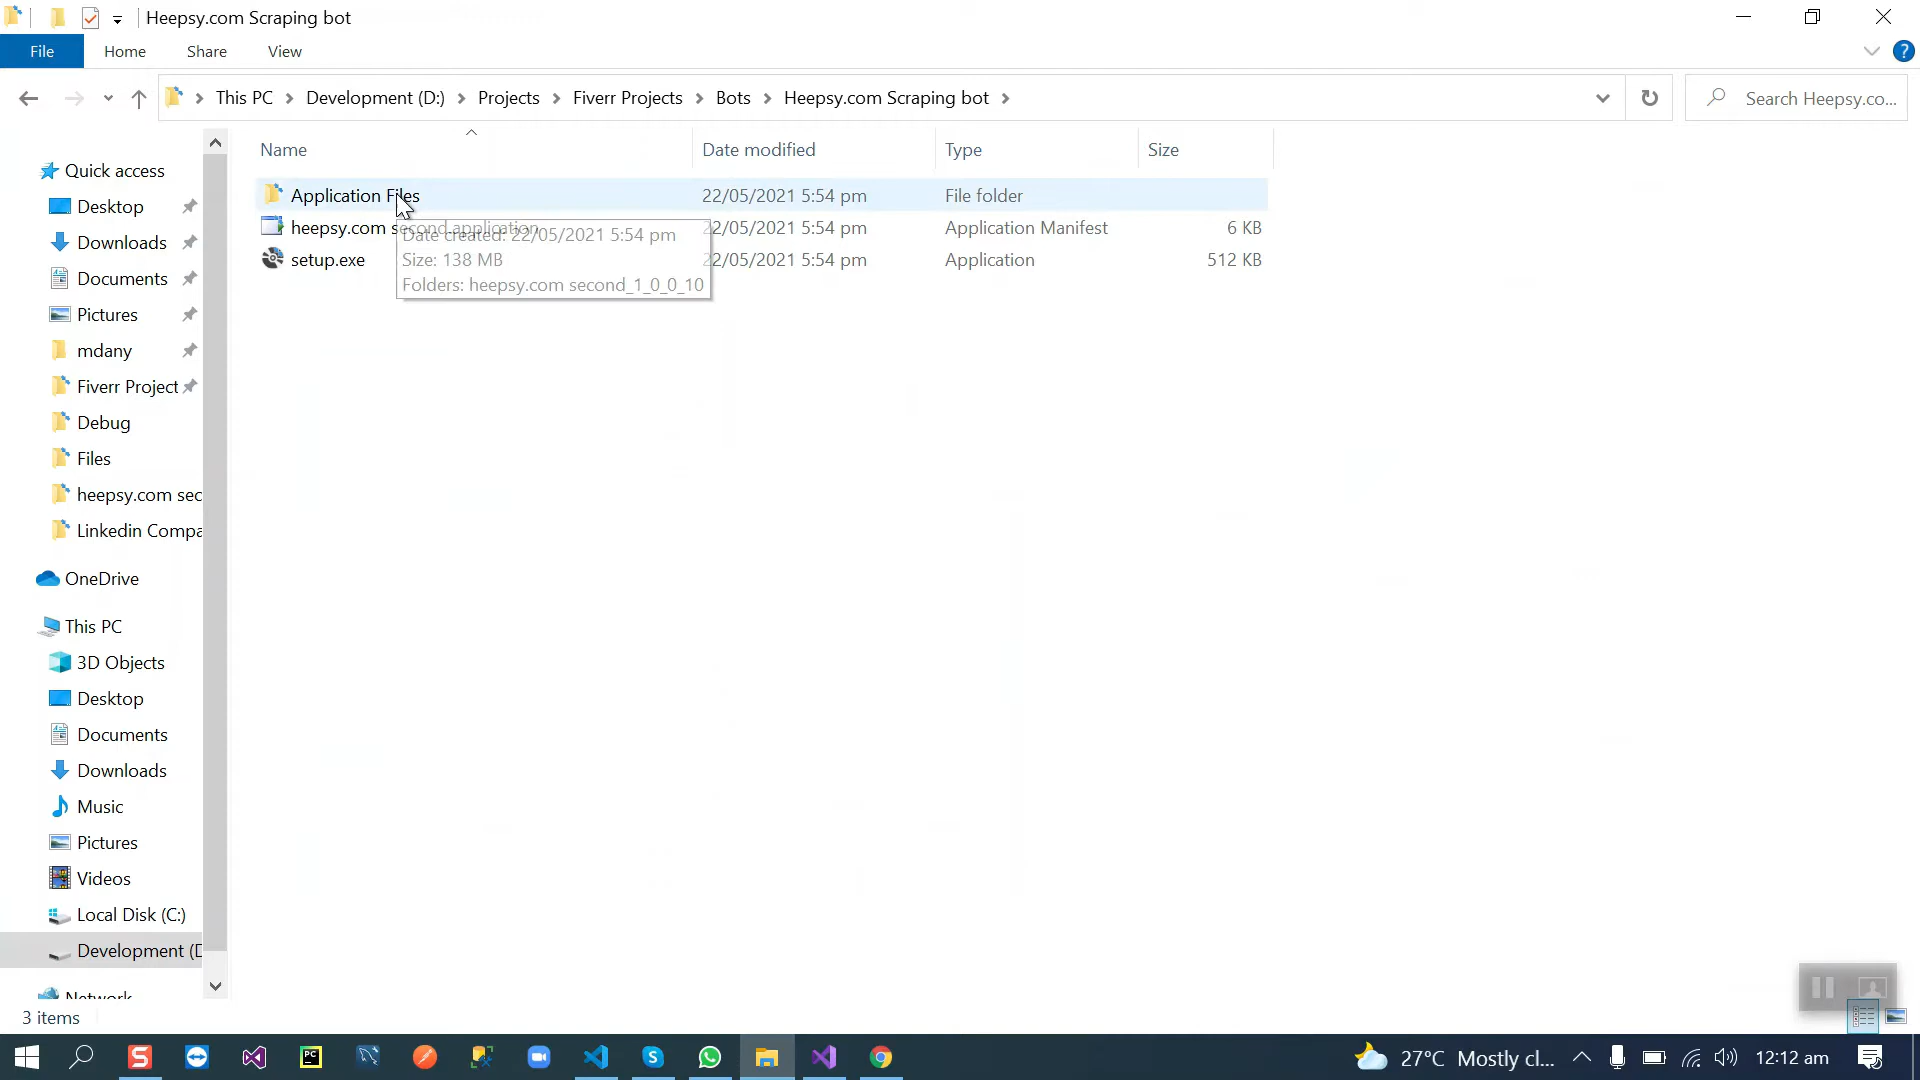 Heepsy.com Scraping bot
File Home Share View
This PC Development (D:) Projects Fiverr Projects Bots Heepsy.com Scraping bot
Search Heepsy.co...
Name Date modified Type Size
Application Files 22/05/2021 5:54 pm File folder
heepsy.com second.application 22/05/2021 5:54 pm Application Manifest 6 KB
setup.exe 22/05/2021 5:54 pm Application 512 KB
Date created: 22/05/2021 5:54 pm
Size: 138 MB
Folders: heepsy.com second_1_0_0_10
Quick access
Desktop
Downloads
Documents
Pictures
mdany
Fiverr Project
Debug
Files
heepsy.com sec
Linkedin Compa
OneDrive
This PC
3D Objects
Desktop
Documents
Downloads
Music
Pictures
Videos
Local Disk (C:)
Development (D
Network
3 items
27°C Mostly cl... 12:12 am